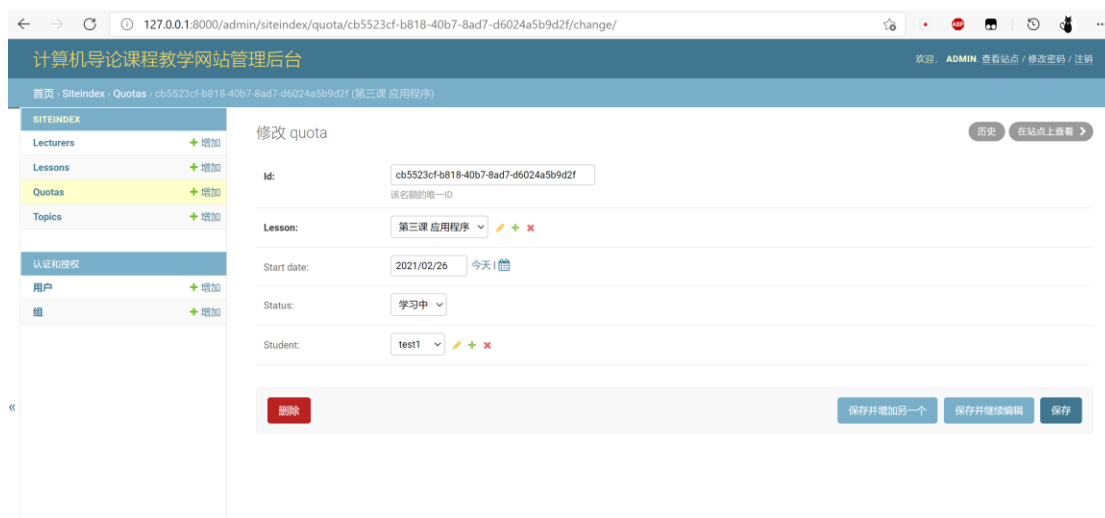 127.0.0.1:8000/admin/siteindex/quota/cb5523cf-b818-40b7-8ad7-d6024a5b9d2f/change/
ABP
计算机导论课程教学网站管理后台
欢迎， ADMIN. 查看站点 / 修改密码 / 注销
首页 › Siteindex › Quotas › cb5523cf-b818-40b7-8ad7-d6024a5b9d2f (第三课 应用程序)
SITEINDEX
Lecturers + 增加
Lessons + 增加
Quotas + 增加
Topics + 增加
认证和授权
用户 + 增加
组 + 增加
«
修改 quota
历史 在站点上查看
Id: cb5523cf-b818-40b7-8ad7-d6024a5b9d2f
该名额的唯一ID
Lesson: 第三课 应用程序
Start date: 2021/02/26 今天 |
Status: 学习中
Student: test1
删除 保存并增加另一个 保存并继续编辑 保存